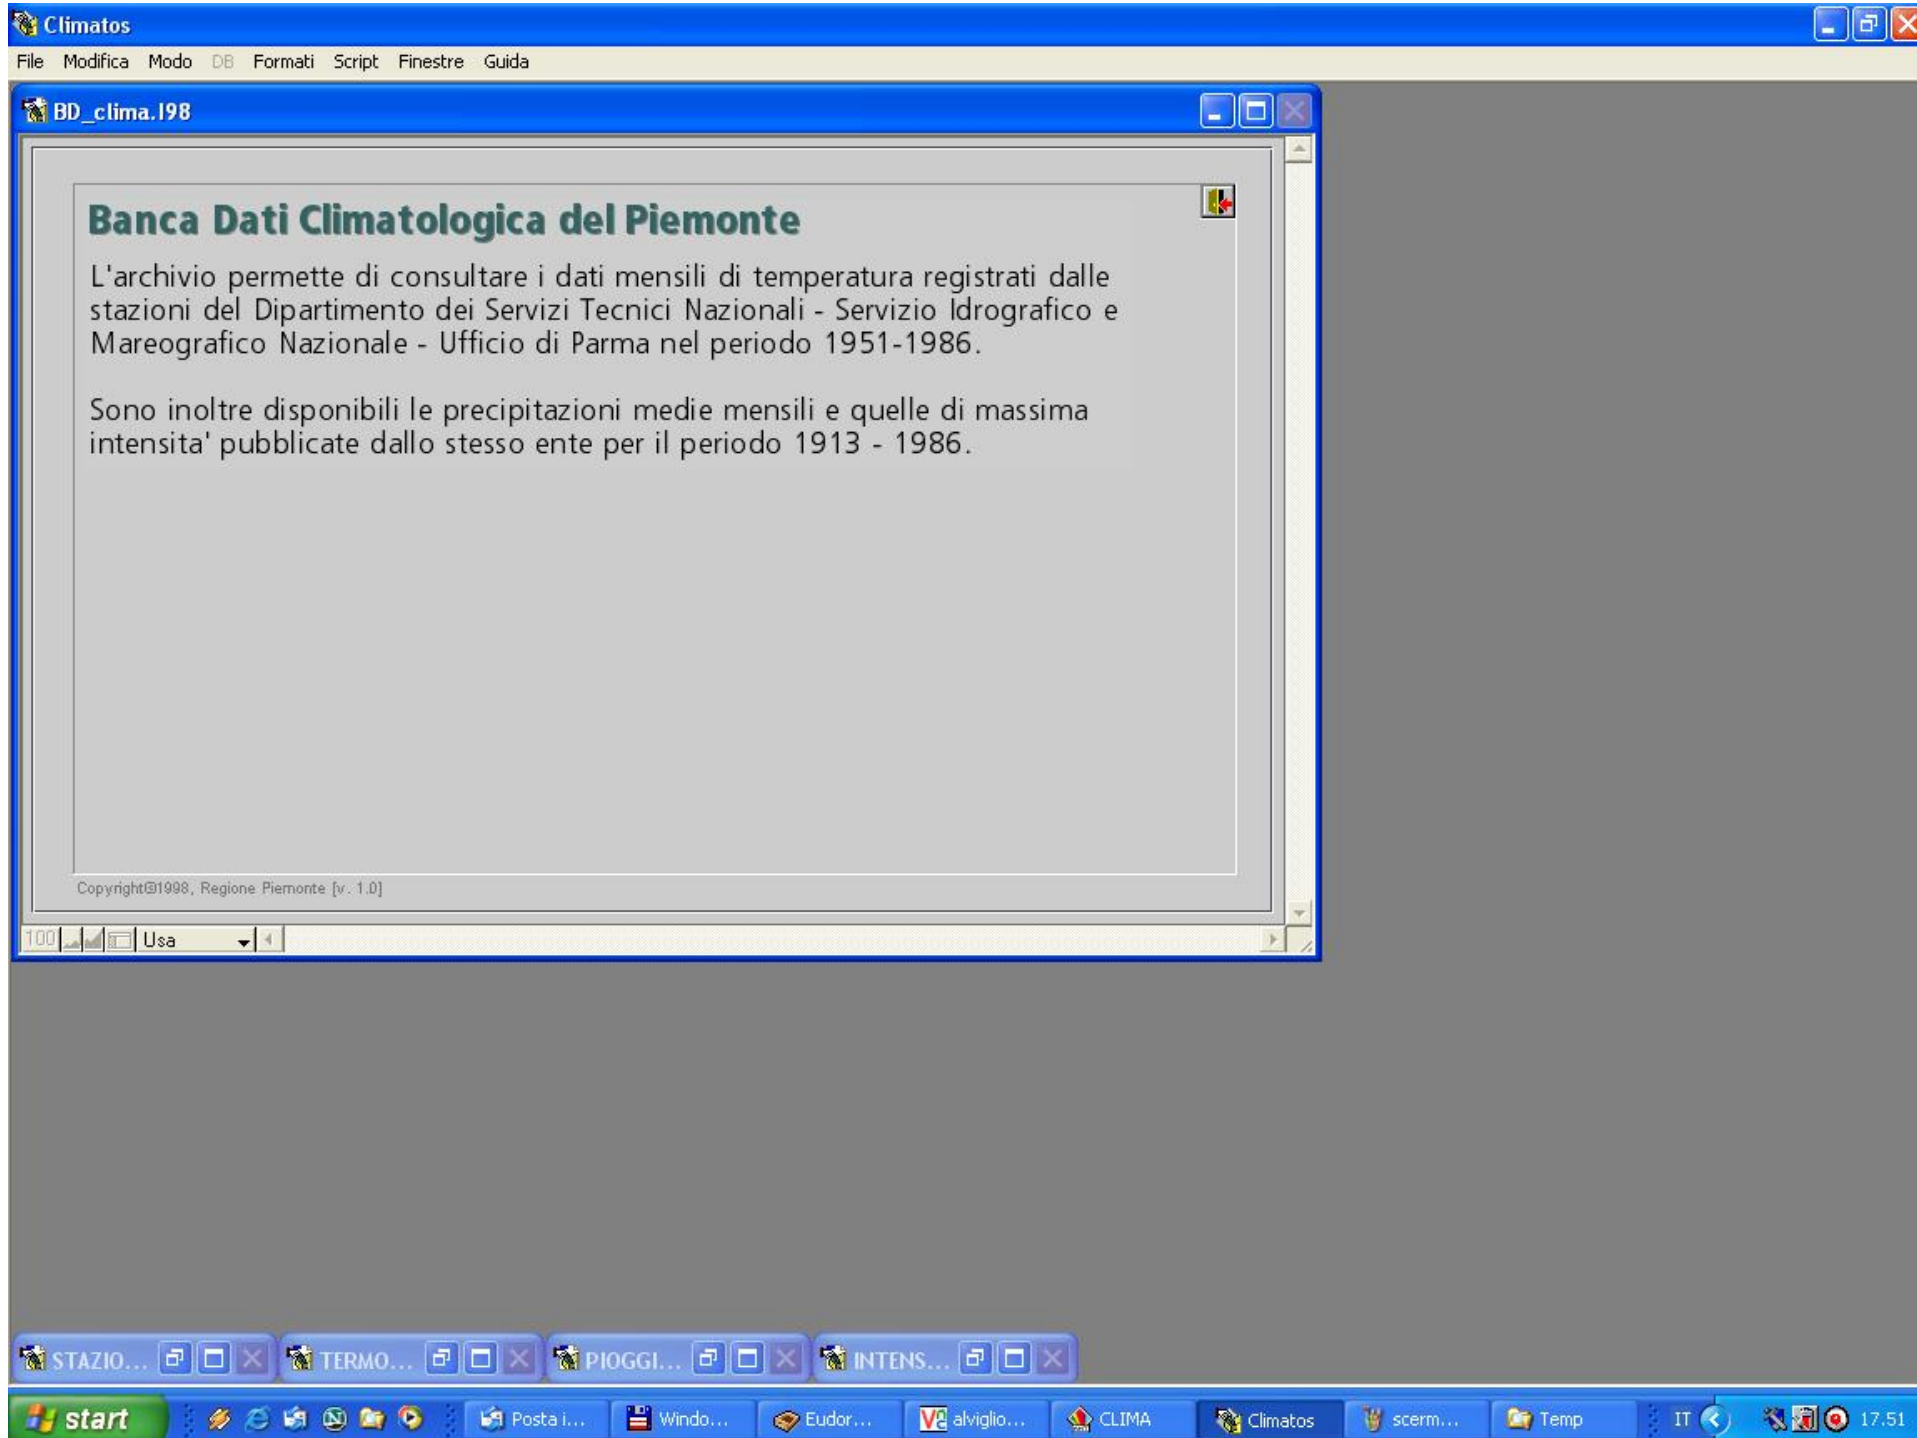 Climatos
File Modifica Modo DB Formati Script Finestre Guida
BD_clima.I98
Banca Dati Climatologica del Piemonte
L'archivio permette di consultare i dati mensili di temperatura registrati dalle
stazioni del Dipartimento dei Servizi Tecnici Nazionali - Servizio Idrografico e
Mareografico Nazionale - Ufficio di Parma nel periodo 1951-1986.
Sono inoltre disponibili le precipitazioni medie mensili e quelle di massima
intensita' pubblicate dallo stesso ente per il periodo 1913 - 1986.
Copyright©1998, Regione Piemonte [v. 1.0]
100 Usa
STAZIO... TERMO... PIOGGI... INTENS...
start Posta i... Windo... Eudor... alviglio... CLIMA Climatos scerm... Temp IT 17.51